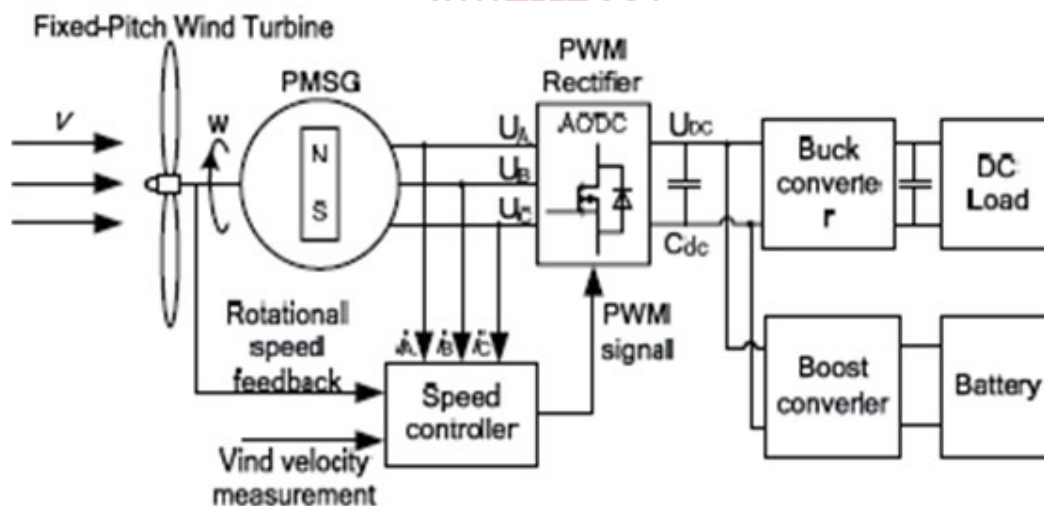 Fixed-Pitch Wind Turbine
PMSG
PWM
Rectifier
V
W
N
S
UA
UB
UC
AC
DC
UDC
Cdc
Buck
converte
r
DC
Load
Rotational
speed
feedback
iA
iB
iC
PWM
signal
Speed
controller
Vind velocity
measurement
Boost
converter
Battery